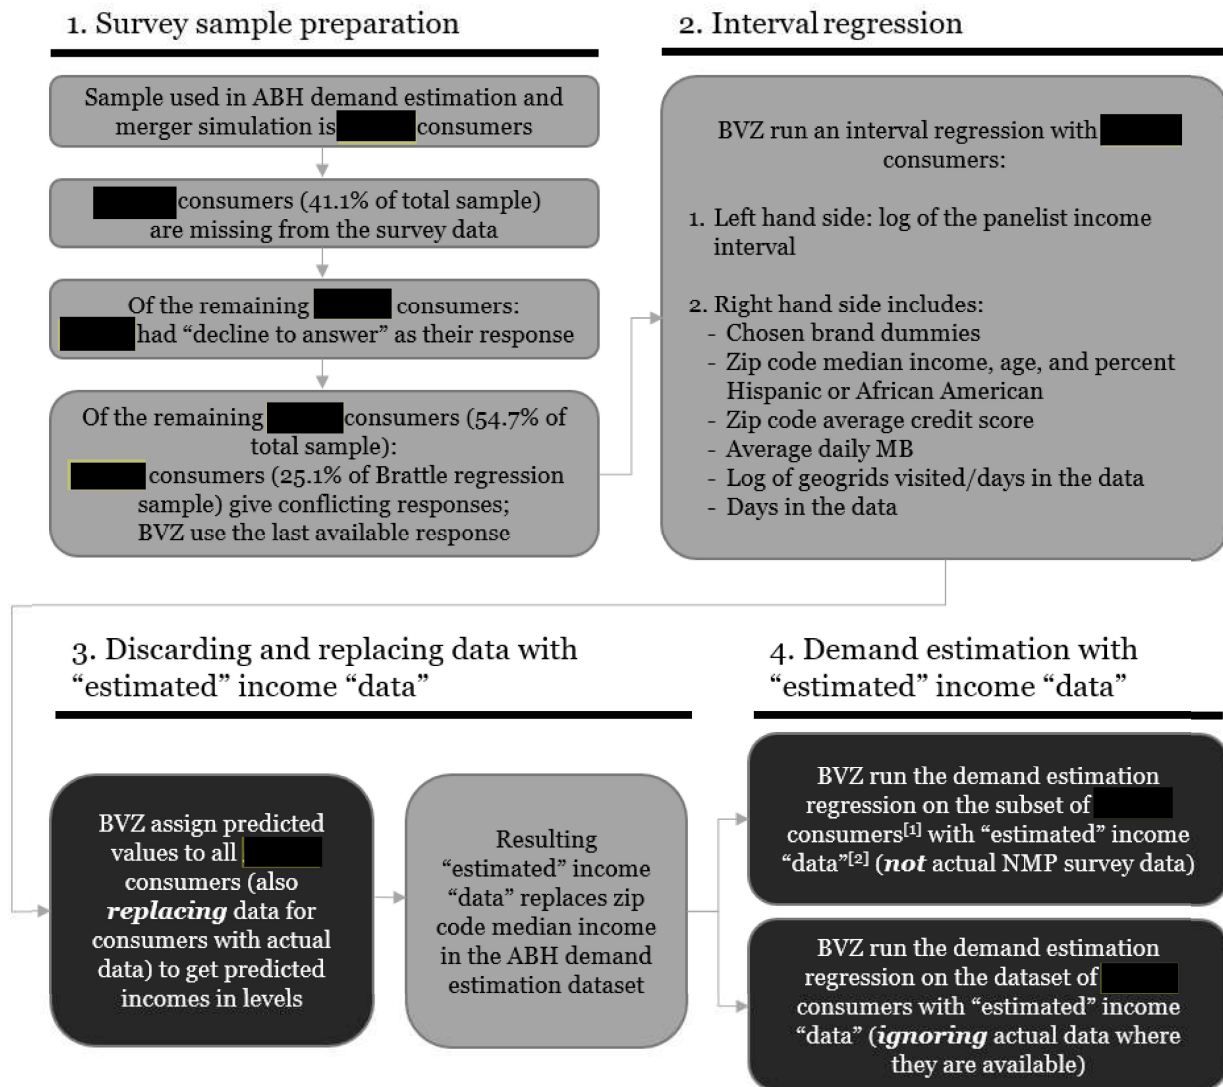 1. Survey sample preparation
Sample used in ABH demand estimation and
merger simulation is consumers
consumers (41.1% of total sample)
are missing from the survey data
Of the remaining consumers:
had “decline to answer” as their response
Of the remaining consumers (54.7% of
total sample):
consumers (25.1% of Brattle regression
sample) give conflicting responses;
BVZ use the last available response
2. Interval regression
BVZ run an interval regression with
consumers:
1. Left hand side: log of the panelist income
interval
2. Right hand side includes:
- Chosen brand dummies
- Zip code median income, age, and percent
Hispanic or African American
- Zip code average credit score
- Average daily MB
- Log of geogrids visited/days in the data
- Days in the data
3. Discarding and replacing data with
“estimated” income “data”
BVZ assign predicted
values to all
consumers (also
replacing data for
consumers with actual
data) to get predicted
incomes in levels
Resulting
“estimated” income
“data” replaces zip
code median income
in the ABH demand
estimation dataset
4. Demand estimation with
“estimated” income “data”
BVZ run the demand estimation
regression on the subset of
consumers[1] with “estimated” income
“data”[2] (not actual NMP survey data)
BVZ run the demand estimation
regression on the dataset of
consumers with “estimated” income
“data” (ignoring actual data where
they are available)